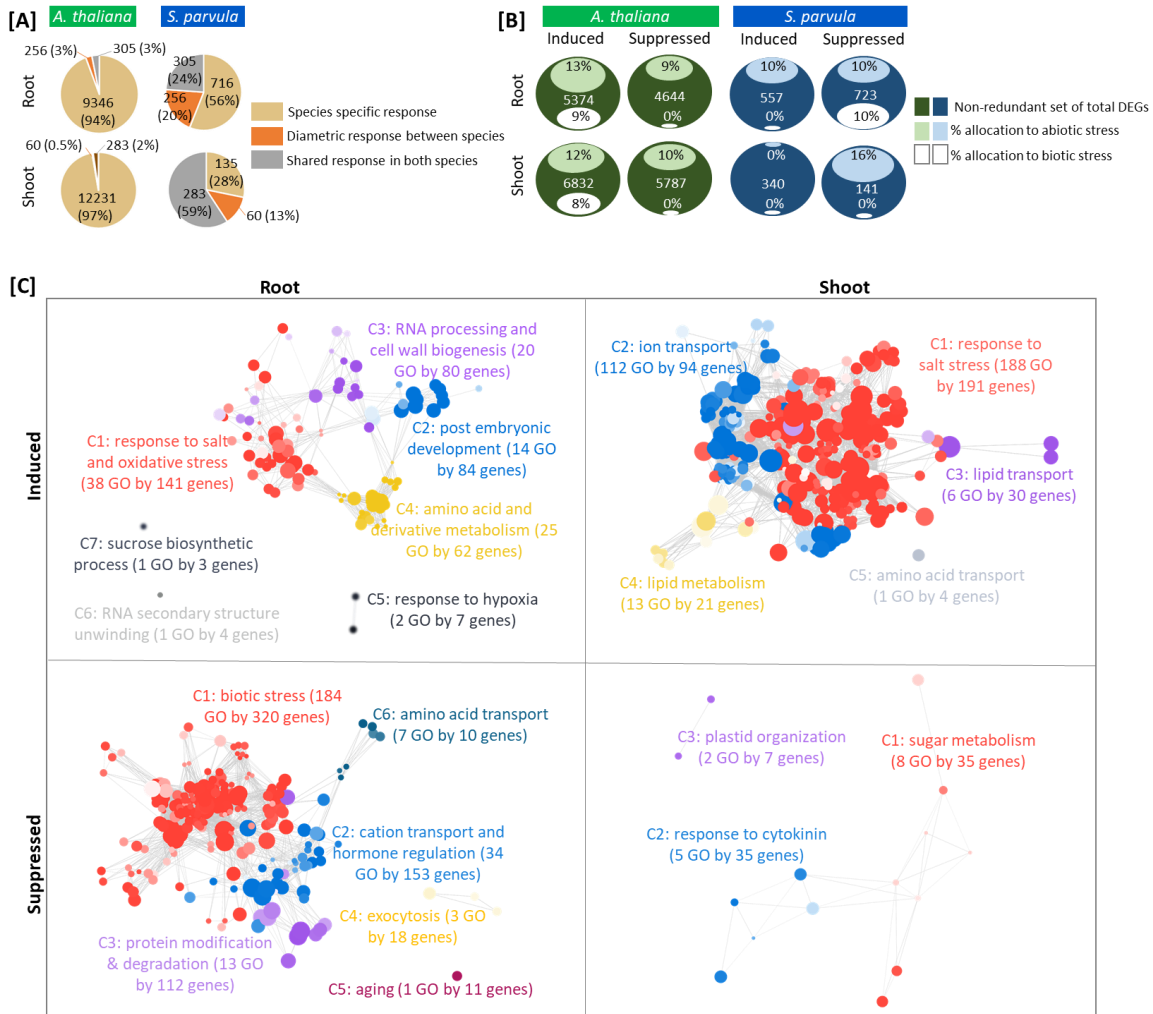 [A]
A. thaliana
S. parvula
256 (3%)
305 (3%)
Root
9346
(94%)
305
(24%)
716
(56%)
256
(20%)
60 (0.5%)
283 (2%)
Shoot
12231
(97%)
135
(28%)
283
(59%)
60 (13%)
Species specific response
Diametric response between species
Shared response in both species
[B]
A. thaliana
S. parvula
Induced
Suppressed
Induced
Suppressed
Root
13%
5374
9%
9%
4644
0%
10%
557
0%
10%
723
10%
Shoot
12%
6832
8%
10%
5787
0%
0%
340
0%
16%
141
0%
Non-redundant set of total DEGs
% allocation to abiotic stress
% allocation to biotic stress
[C]
Root
Shoot
Induced
C3: RNA processing and
cell wall biogenesis (20
GO by 80 genes)
C1: response to salt
and oxidative stress
(38 GO by 141 genes)
C2: post embryonic
development (14 GO
by 84 genes)
C4: amino acid and
derivative metabolism (25
GO by 62 genes)
C7: sucrose biosynthetic
process (1 GO by 3 genes)
C6: RNA secondary structure
unwinding (1 GO by 4 genes)
C5: response to hypoxia
(2 GO by 7 genes)
C2: ion transport
(112 GO by 94 genes)
C1: response to
salt stress (188 GO
by 191 genes)
C3: lipid transport
(6 GO by 30 genes)
C4: lipid metabolism
(13 GO by 21 genes)
C5: amino acid transport
(1 GO by 4 genes)
Suppressed
C1: biotic stress (184
GO by 320 genes)
C6: amino acid transport
(7 GO by 10 genes)
C2: cation transport and
hormone regulation (34
GO by 153 genes)
C4: exocytosis (3 GO
by 18 genes)
C3: protein modification
& degradation (13 GO
by 112 genes)
C5: aging (1 GO by 11 genes)
C3: plastid organization
(2 GO by 7 genes)
C1: sugar metabolism
(8 GO by 35 genes)
C2: response to cytokinin
(5 GO by 35 genes)